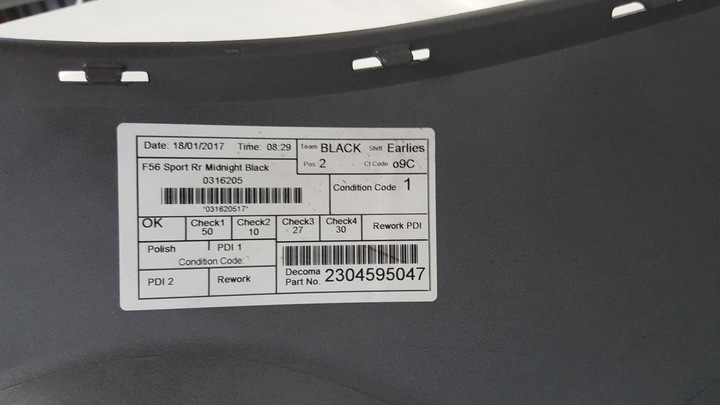 Date: 18/01/2017 Time: 08:29 Team BLACK Shift Earlies
Pos 2 Cl Code o9C
F56 Sport Rr Midnight Black
0316205
Condition Code 1
*031620517*
OK Check1 50 Check2 10 Check3 27 Check4 30 Rework PDI
Polish PDI 1
Condition Code:
PDI 2 Rework
Decoma
Part No. 2304595047